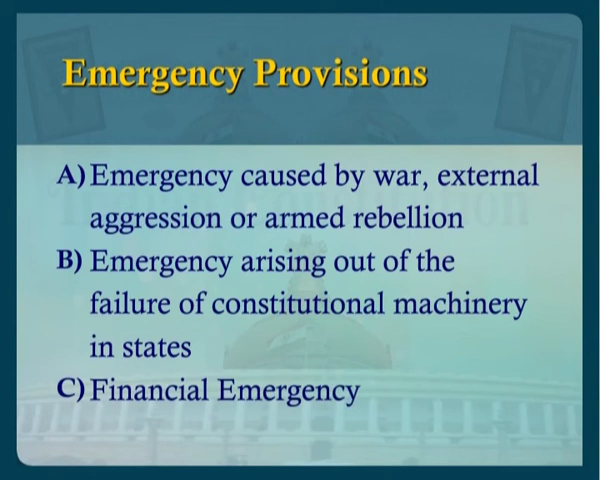 Emergency Provisions
A) Emergency caused by war, external
aggression or armed rebellion
B) Emergency arising out of the
failure of constitutional machinery
in states
C) Financial Emergency